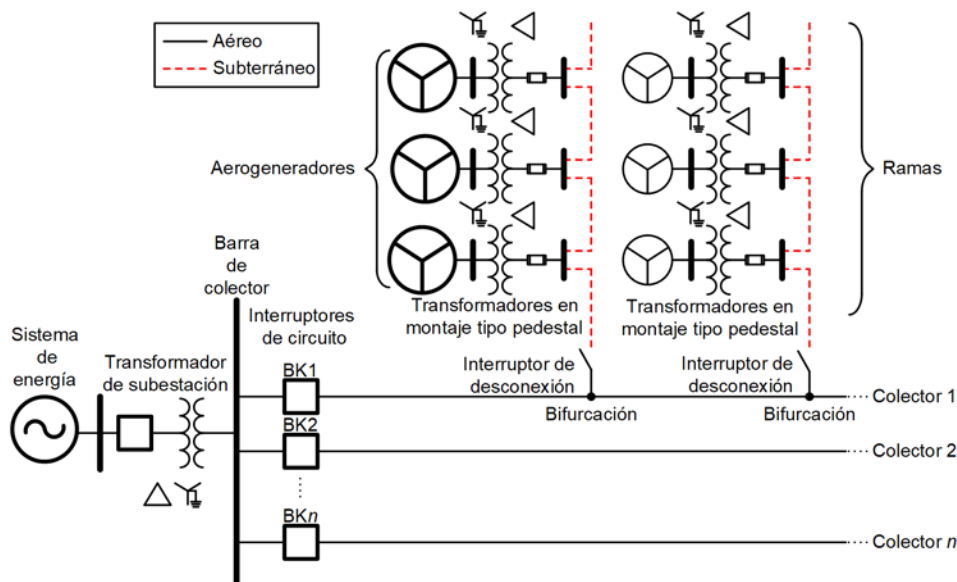 Aéreo
Subterráneo
Aerogeneradores
Ramas
Barra
de
colector
Transformadores en
montaje tipo pedestal
Transformadores en
montaje tipo pedestal
Interruptores
de circuito
Sistema
de
energía
Transformador
de subestación
Interruptor de
desconexión
Interruptor de
desconexión
BK1
Bifurcación
Bifurcación
Colector 1
BK2
Colector 2
BKn
Colector n